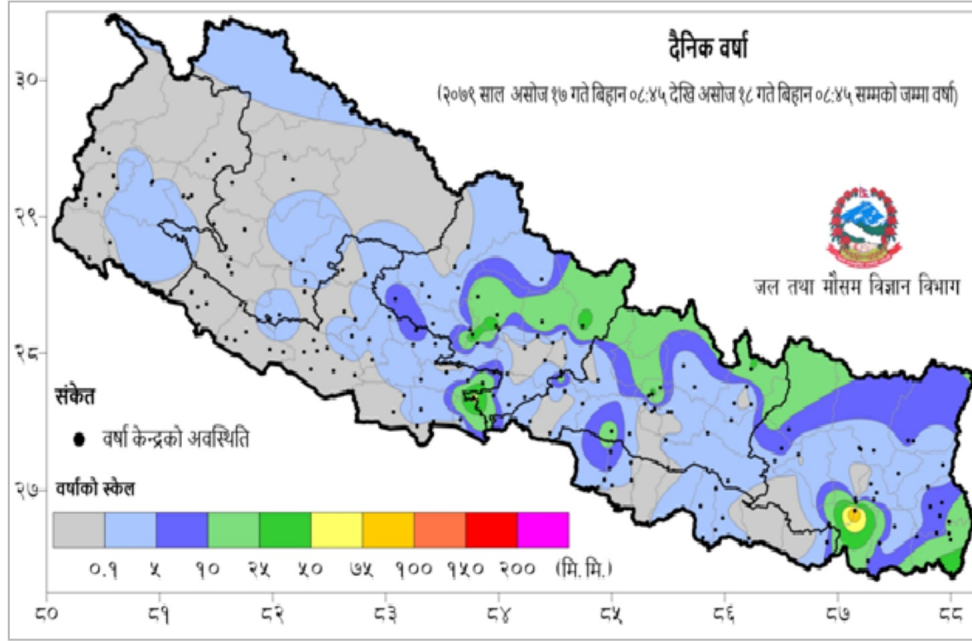 दैनिक वर्षा
(२०७९ साल असोज १७ गते बिहान ०८:४५ देखि असोज १८ गते बिहान ०८:४५ सम्मको जम्मा वर्षा)
३०
२९
२८
२७
जल तथा मौसम विज्ञान विभाग
संकेत
वर्षा केन्द्रको अवस्थिति
वर्षाको स्केल
०.१ ५ १० २५ ५० ७५ १०० १५० २०० (मि.मि.)
८० ८१ ८२ ८३ ८४ ८५ ८६ ८७ ८८